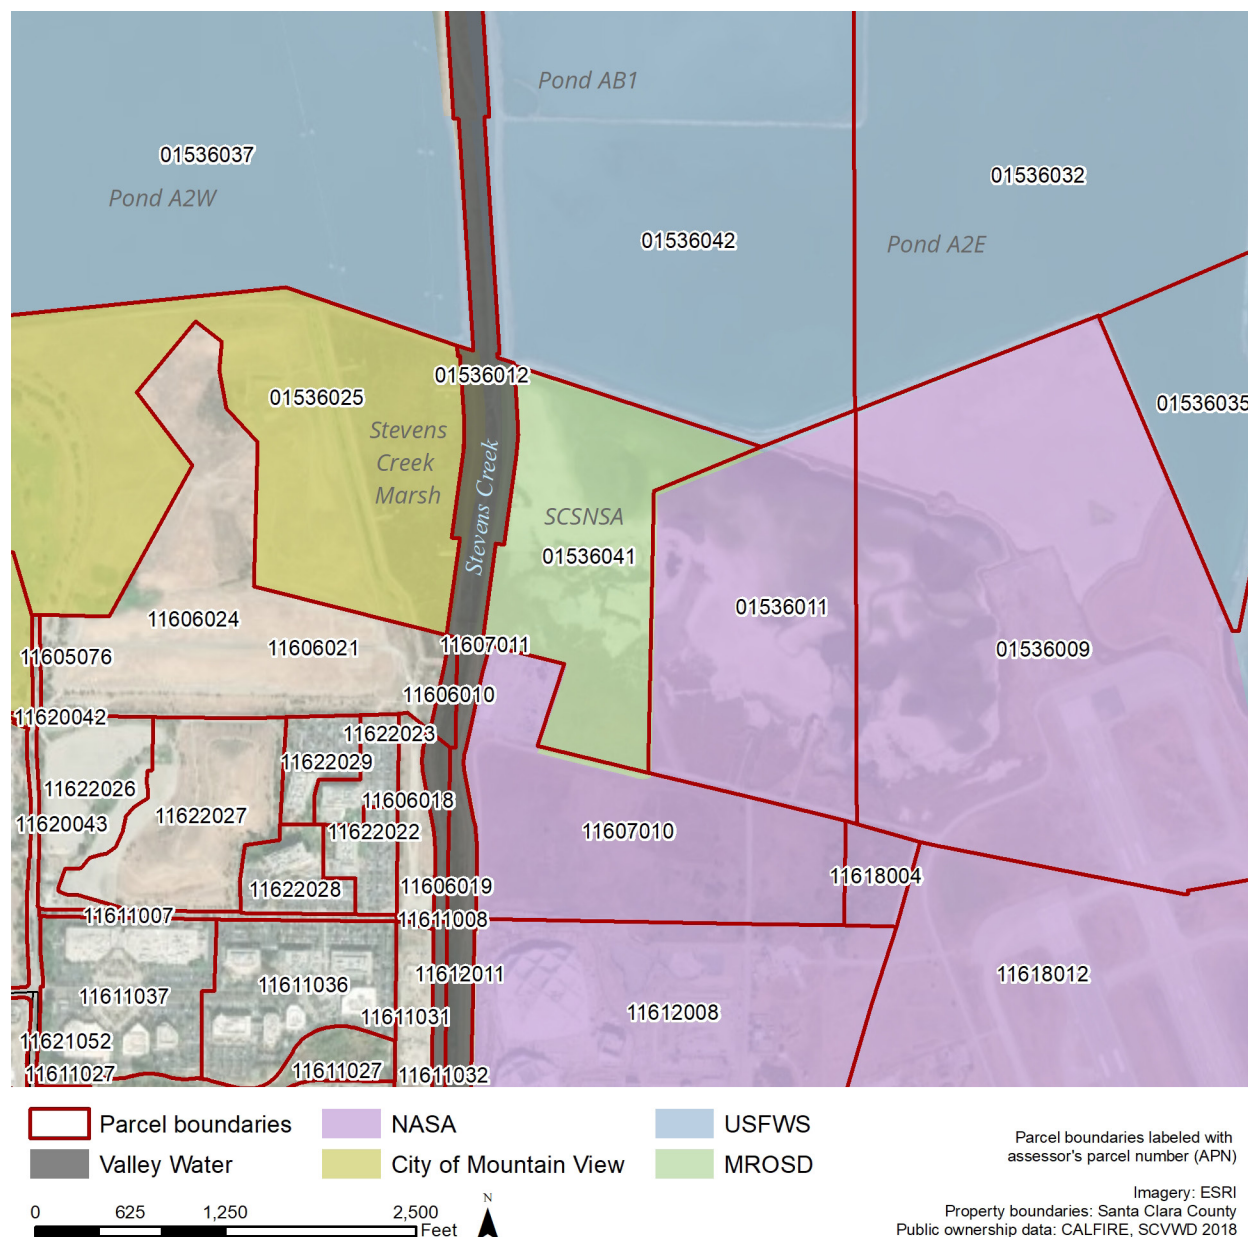 Pond AB1
01536037
01536032
Pond A2W
01536042
Pond A2E
01536012
01536025
01536035
Stevens
Creek
Marsh
Stevens Creek
SCSNSA
01536041
01536011
11606024
11606021
11607011
01536009
11605076
11606010
11620042
11622023
11622029
11622026
11606018
11622027
11620043
11622022
11607010
11618004
11622028
11606019
11611007
11611008
11612011
11618012
11611037
11611036
11611031
11612008
11621052
11611027
11611027
11611032
Parcel boundaries
NASA
USFWS
Valley Water
City of Mountain View
MROSD
Parcel boundaries labeled with
assessor's parcel number (APN)
Imagery: ESRI
Property boundaries: Santa Clara County
Public ownership data: CALFIRE, SCVWD 2018
0 625 1,250 2,500
Feet
N